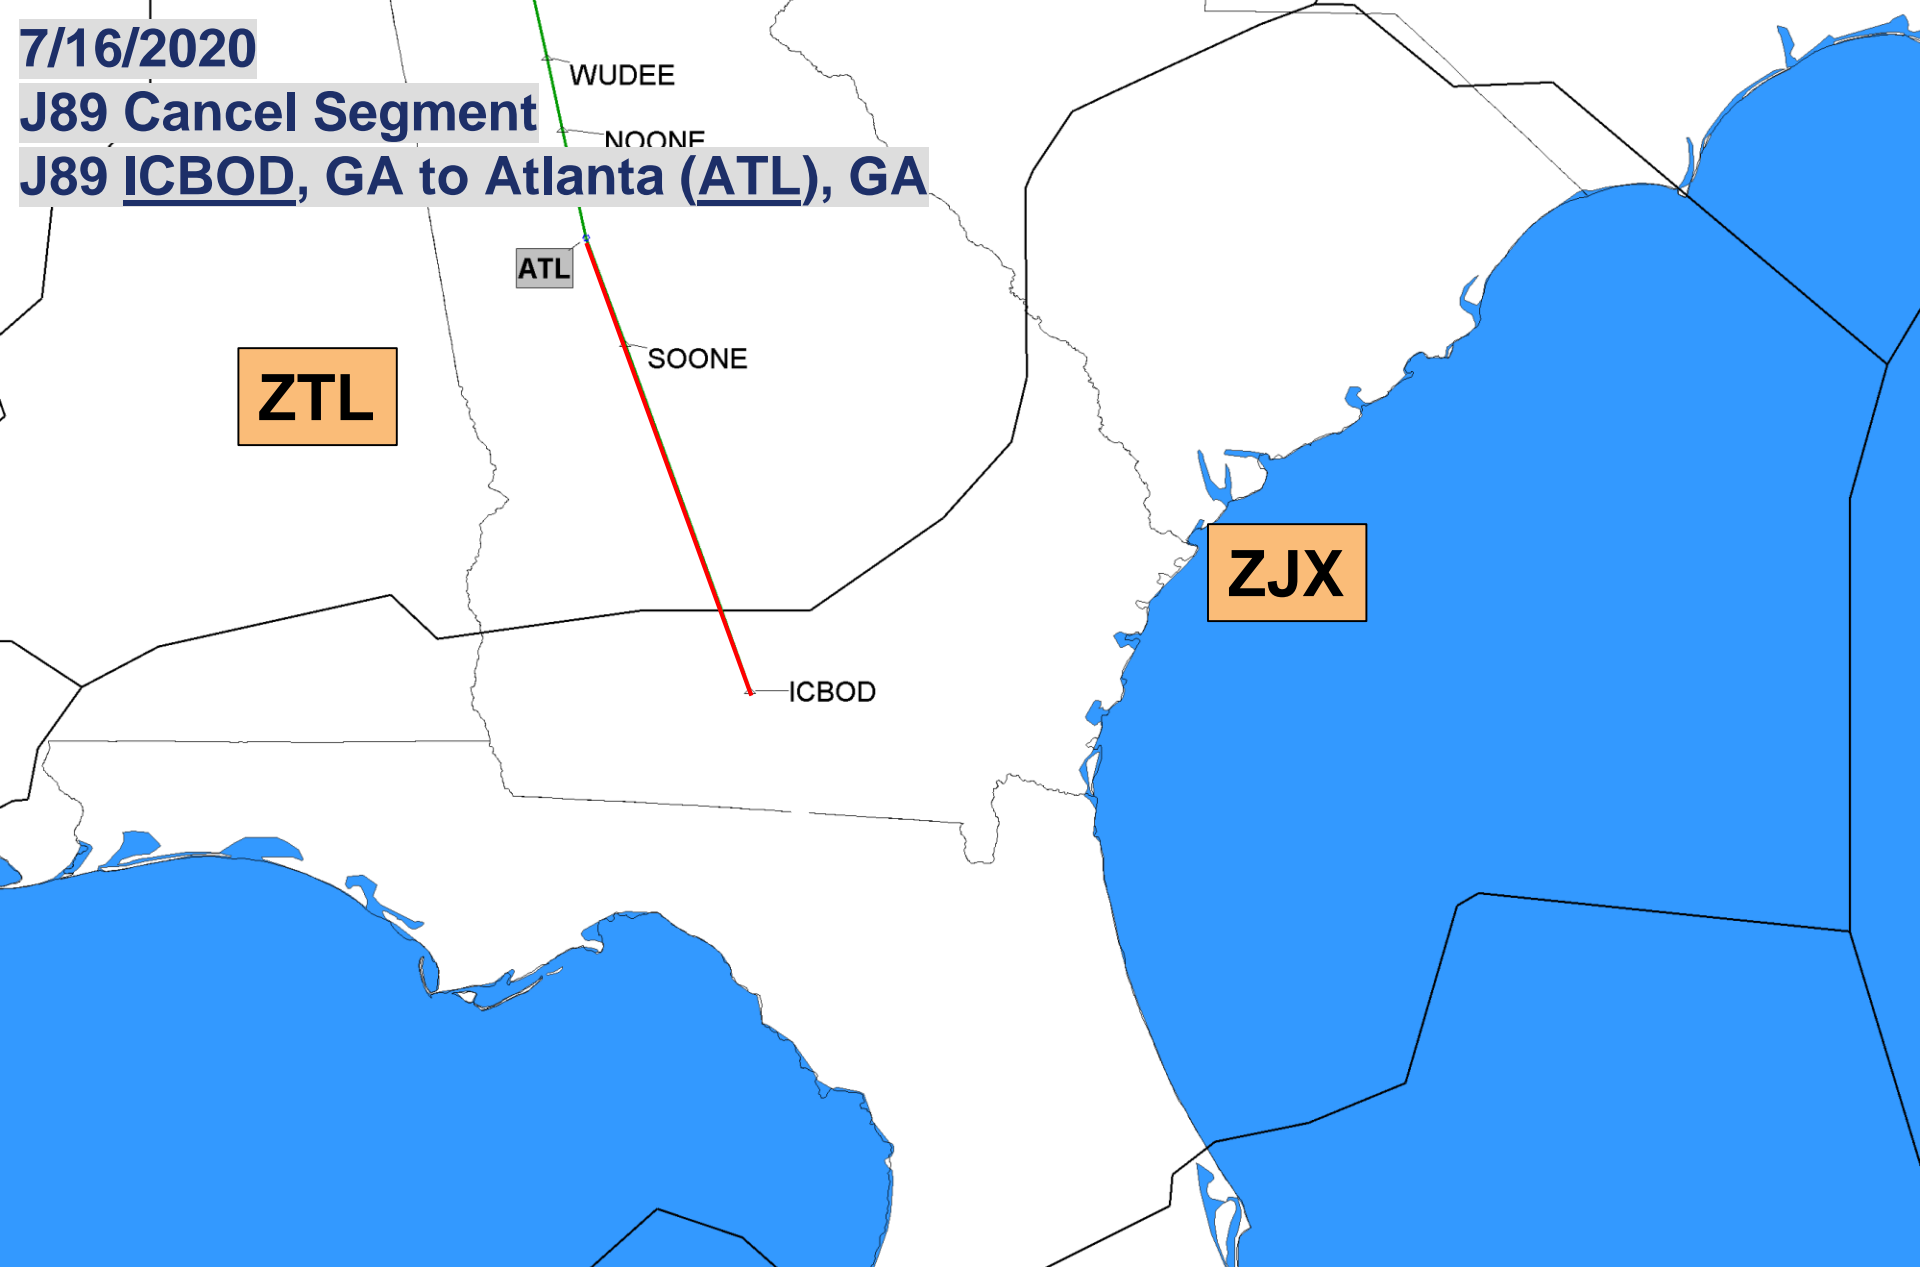 7/16/2020
J89 Cancel Segment
J89 ICBOD, GA to Atlanta (ATL), GA
WUDEE
NOONE
ATL
SOONE
ZTL
ZJX
ICBOD